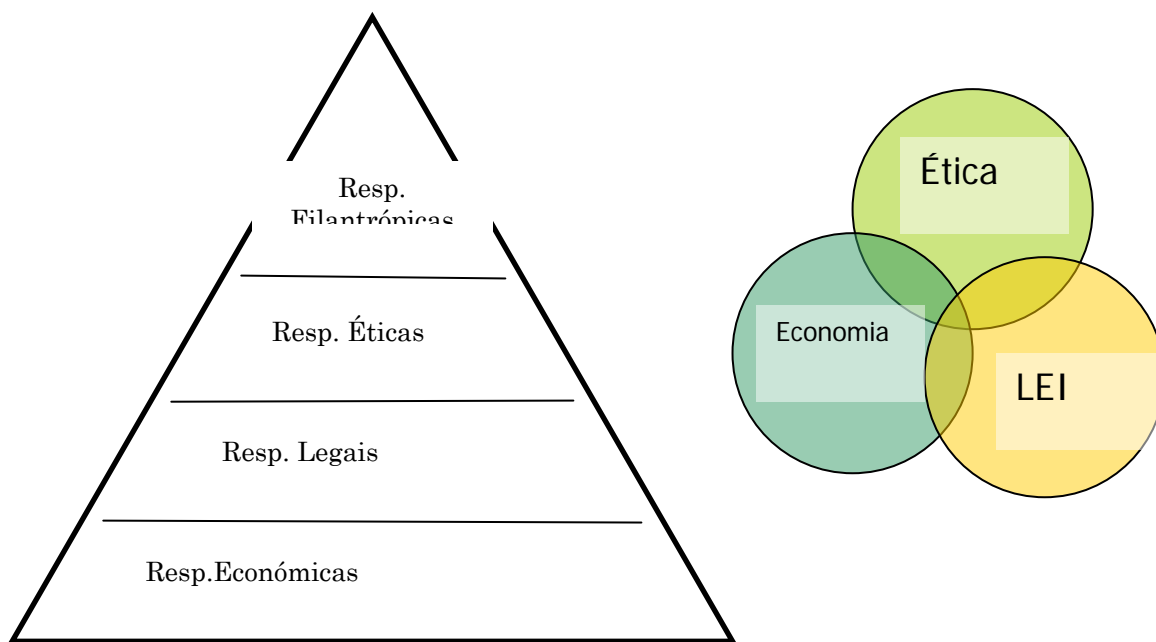 Resp.
Filantrópicas
Resp. Éticas
Resp. Legais
Resp.Económicas
Ética
Economia
LEI